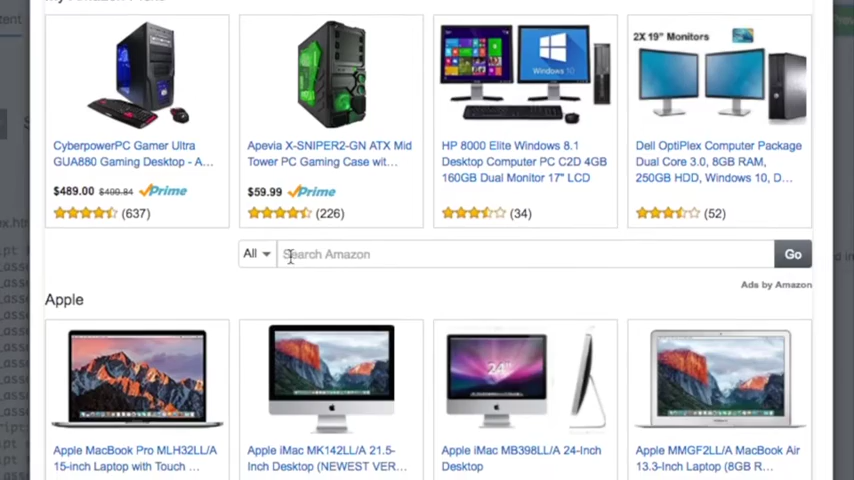 2X 19" Monitors
Windows 10
CyberpowerPC Gamer Ultra
GUA880 Gaming Desktop - A...
$489.00 $499.84 Prime
(637)
Apevia X-SNIPER2-GN ATX Mid
Tower PC Gaming Case wit...
$59.99 Prime
(226)
HP 8000 Elite Windows 8.1
Desktop Computer PC C2D 4GB
160GB Dual Monitor 17" LCD
(34)
Dell OptiPlex Computer Package
Dual Core 3.0, 8GB RAM,
250GB HDD, Windows 10, D...
(52)
All Search Amazon Go
Ads by Amazon
Apple
24"
Apple MacBook Pro MLH32LL/A
15-inch Laptop with Touch ...
Apple iMac MK142LL/A 21.5-
Inch Desktop (NEWEST VER...
Apple iMac MB398LL/A 24-Inch
Desktop
Apple MMGF2LL/A MacBook Air
13.3-Inch Laptop (8GB R...